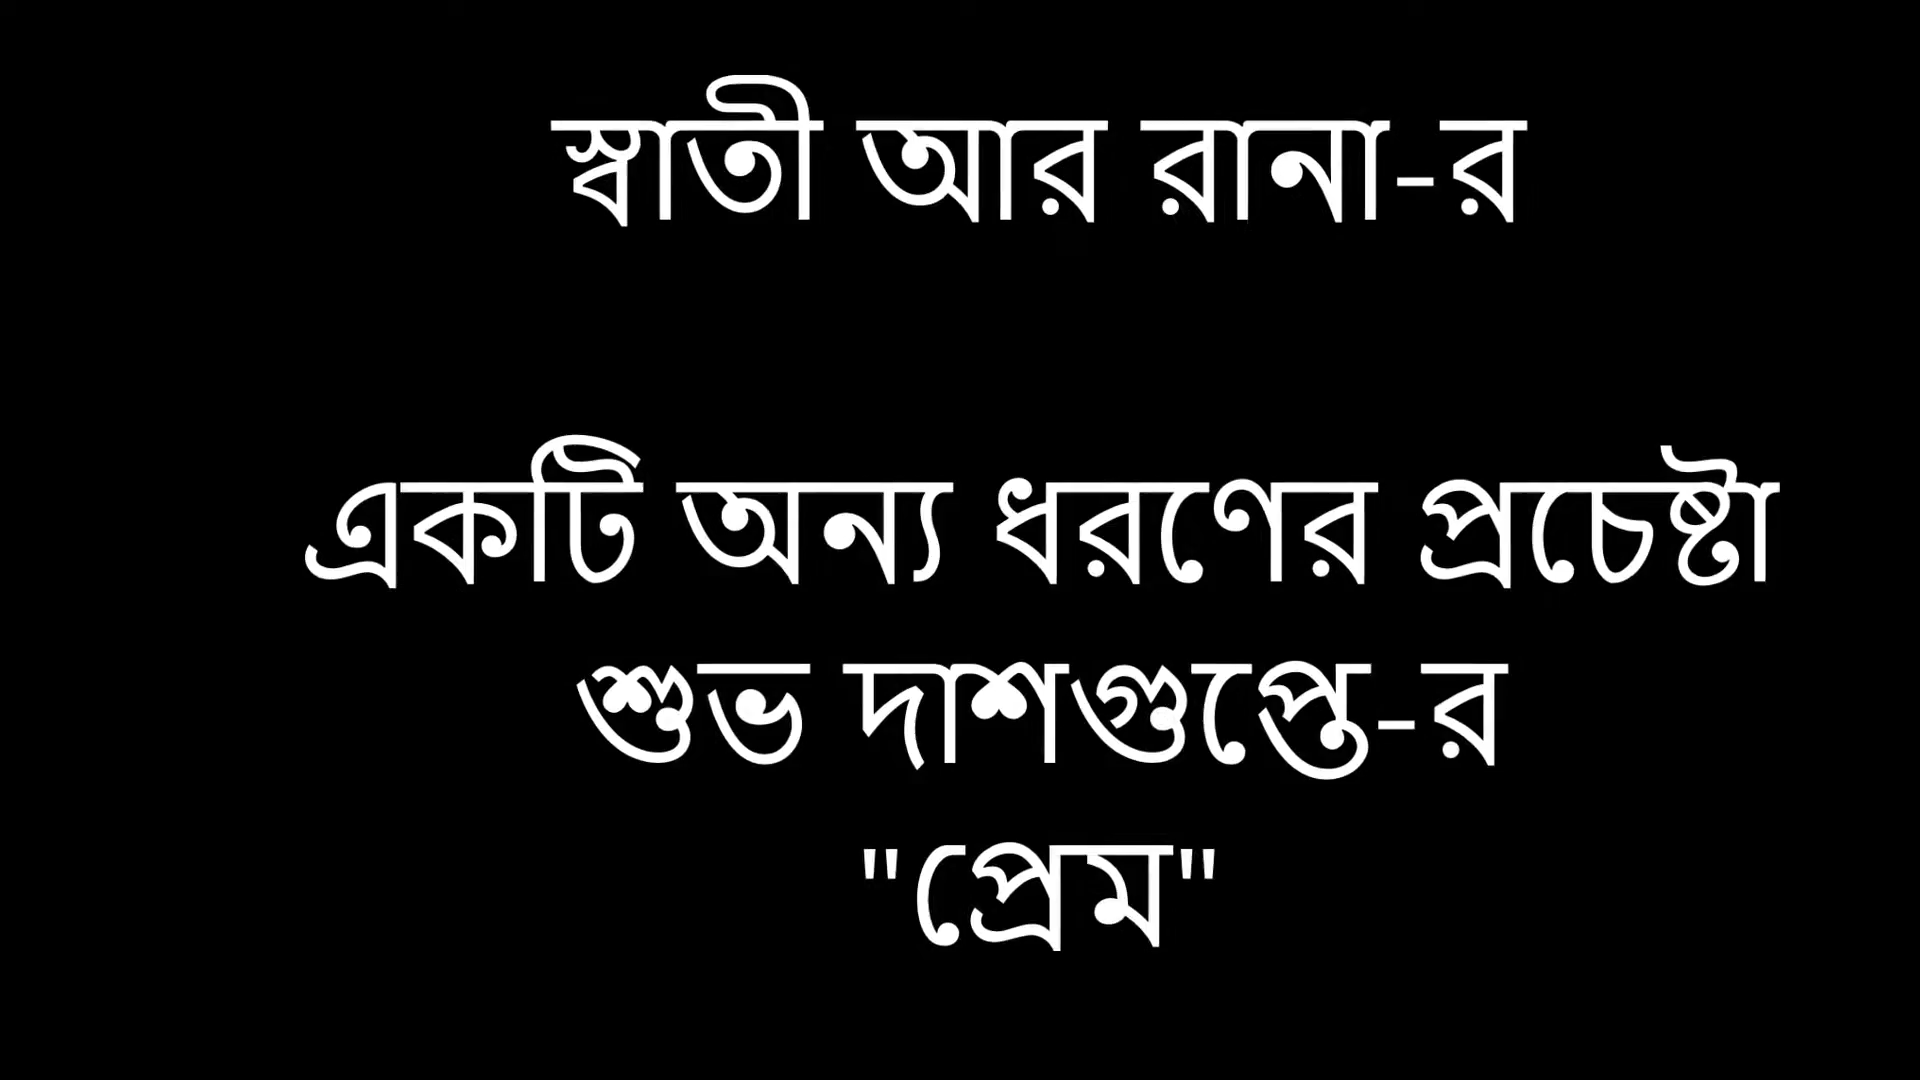 স্বাতী আর রানা-র
একটি অন্য ধরণের প্রচেষ্টা
শুভ দাশগুপ্তে-র
"প্রেম"